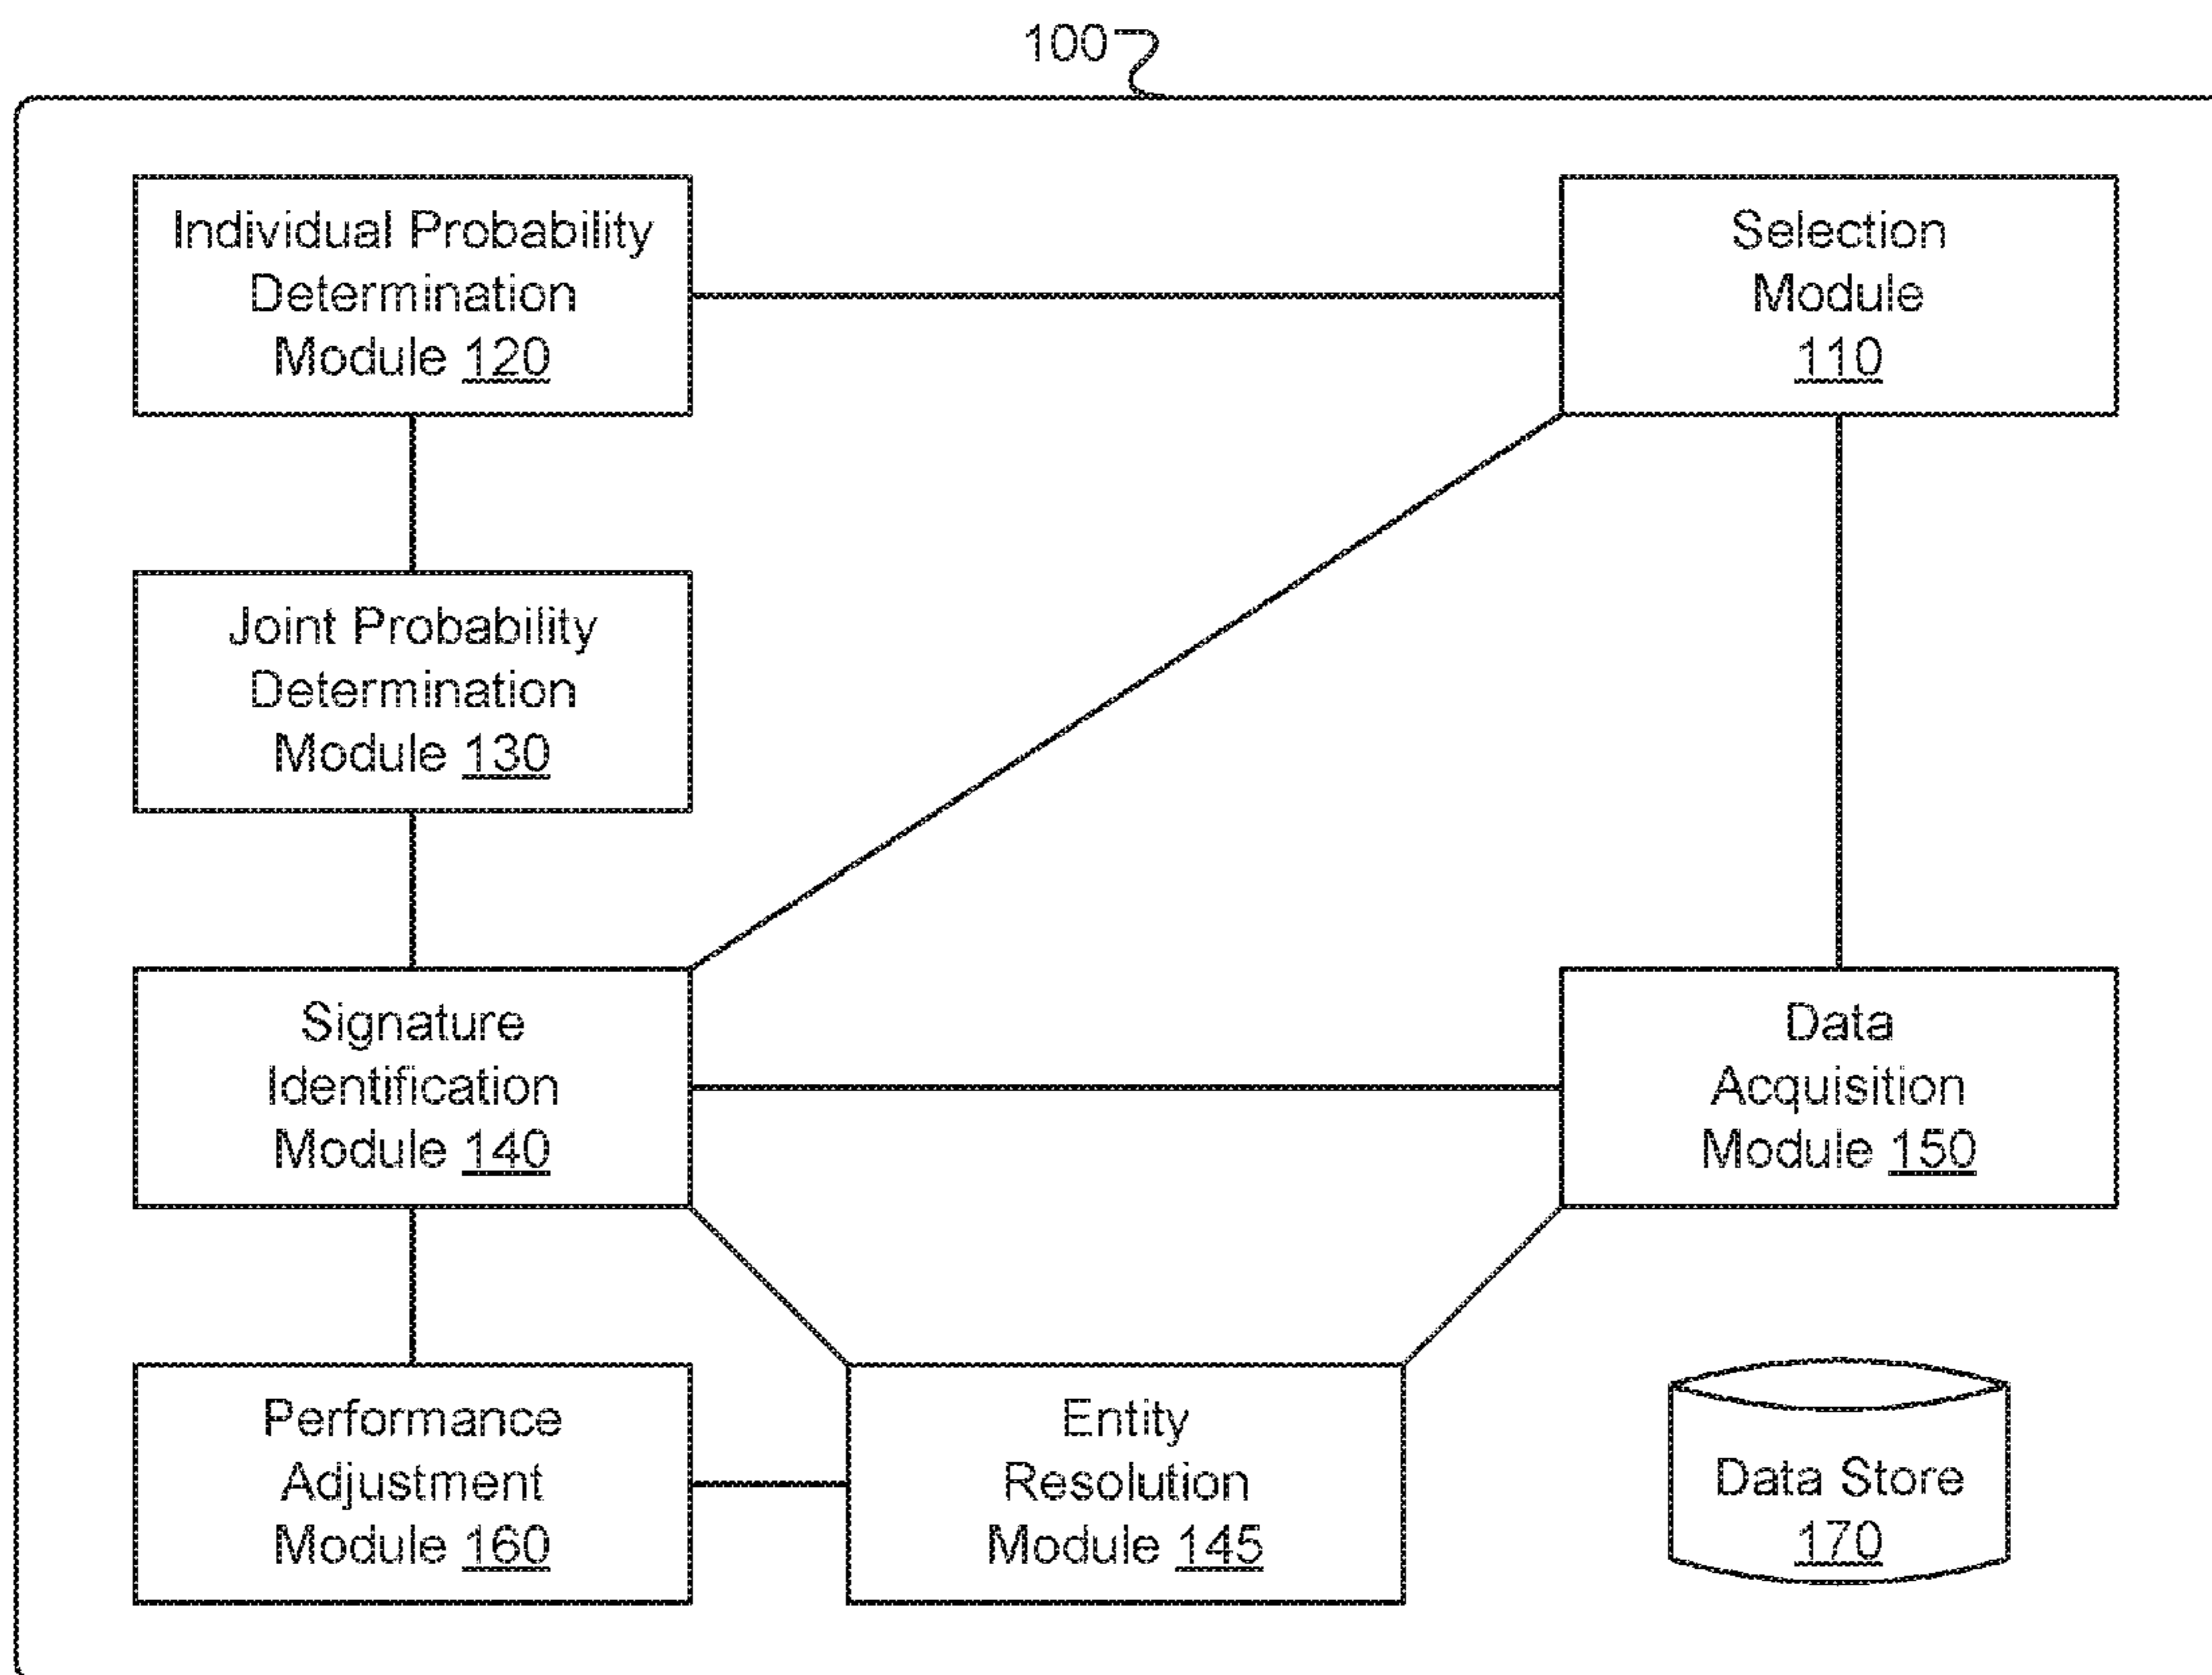 100
Individual Probability
Determination
Module 120
Selection
Module
110
Joint Probability
Determination
Module 130
Signature
Identification
Module 140
Data
Acquisition
Module 150
Performance
Adjustment
Module 160
Entity
Resolution
Module 145
Data Store
170